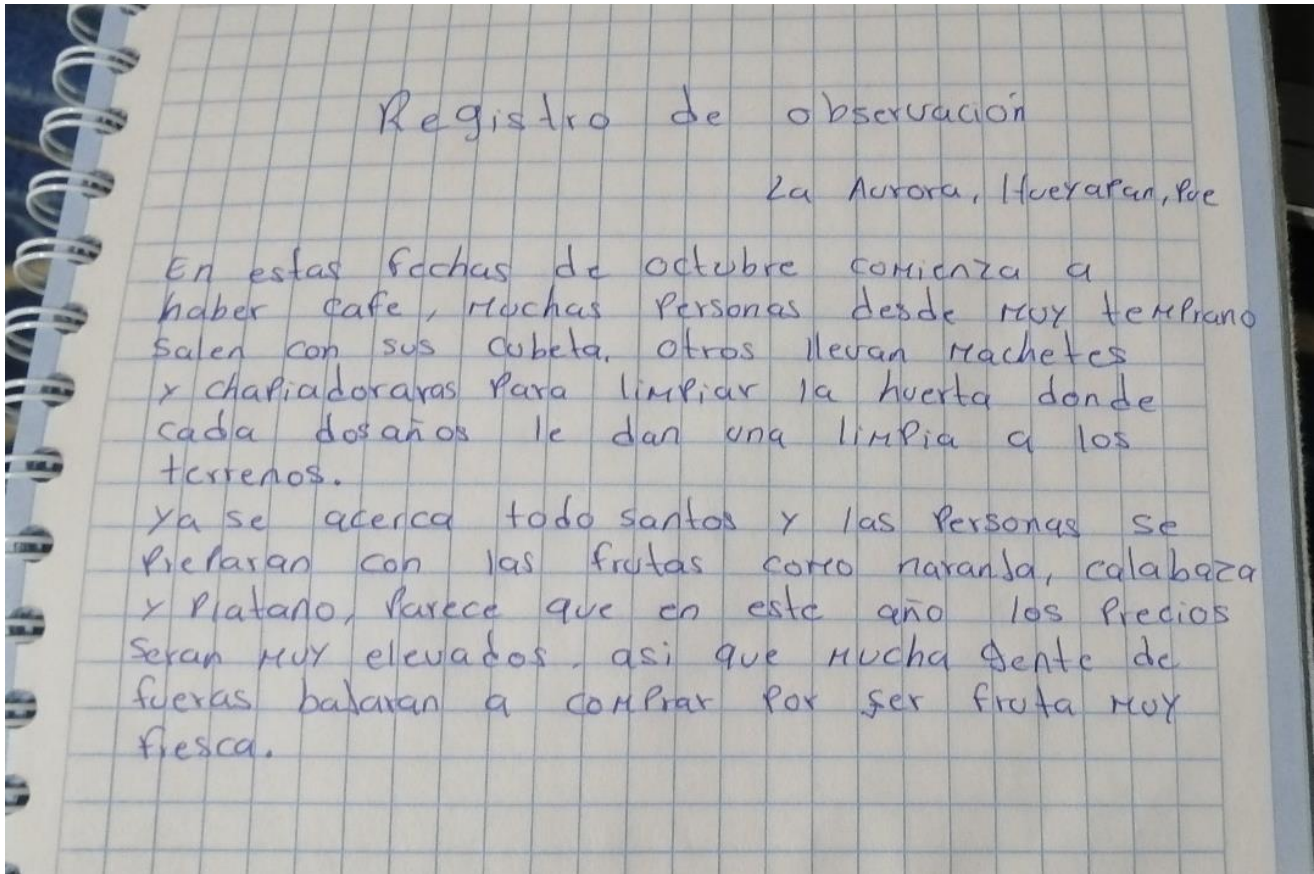 Registro de observación
La Aurora, Hueyapan, Pue
En estas fechas de octubre comienza a
haber cafe, Muchas Personas desde muy temprano
salen con sus cubeta. otros llevan machetes
y chapiadoraras Para limpiar la huerta donde
cada dos años le dan una limpia a los
terrenos.
ya se acerca todo santos y las Personas se
preparan con las frutas como naranja, calabaza
y Platano, Parece que en este año los Precios
seran muy elevados. asi que mucha gente de
fueras bajaran a comprar Por ser fruta muy
fresca.